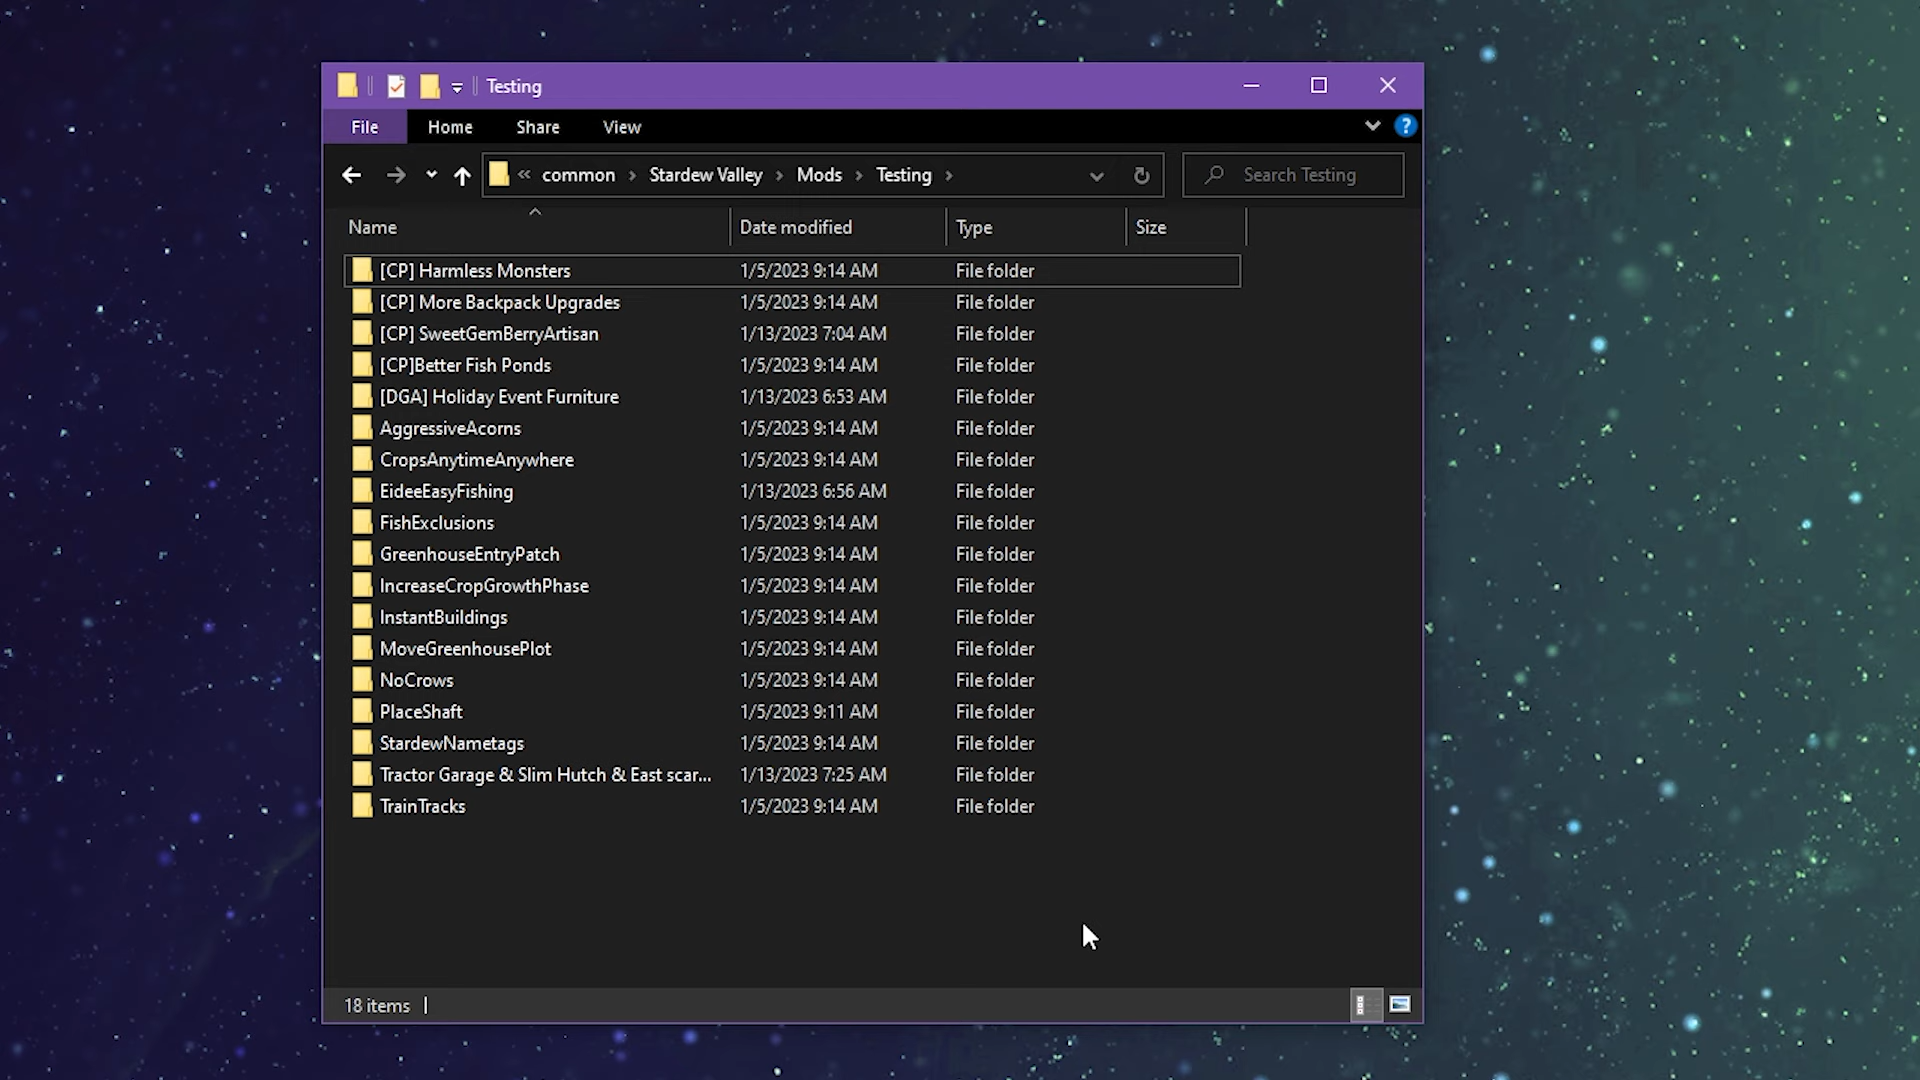 Testing
File Home Share View
« common › Stardew Valley › Mods › Testing › Search Testing
Name Date modified Type Size
[CP] Harmless Monsters 1/5/2023 9:14 AM File folder
[CP] More Backpack Upgrades 1/5/2023 9:14 AM File folder
[CP] SweetGemBerryArtisan 1/13/2023 7:04 AM File folder
[CP]Better Fish Ponds 1/5/2023 9:14 AM File folder
[DGA] Holiday Event Furniture 1/13/2023 6:53 AM File folder
AggressiveAcorns 1/5/2023 9:14 AM File folder
CropsAnytimeAnywhere 1/5/2023 9:14 AM File folder
EideeEasyFishing 1/13/2023 6:56 AM File folder
FishExclusions 1/5/2023 9:14 AM File folder
GreenhouseEntryPatch 1/5/2023 9:14 AM File folder
IncreaseCropGrowthPhase 1/5/2023 9:14 AM File folder
InstantBuildings 1/5/2023 9:14 AM File folder
MoveGreenhousePlot 1/5/2023 9:14 AM File folder
NoCrows 1/5/2023 9:14 AM File folder
PlaceShaft 1/5/2023 9:11 AM File folder
StardewNametags 1/5/2023 9:14 AM File folder
Tractor Garage & Slim Hutch & East scar... 1/13/2023 7:25 AM File folder
TrainTracks 1/5/2023 9:14 AM File folder
18 items